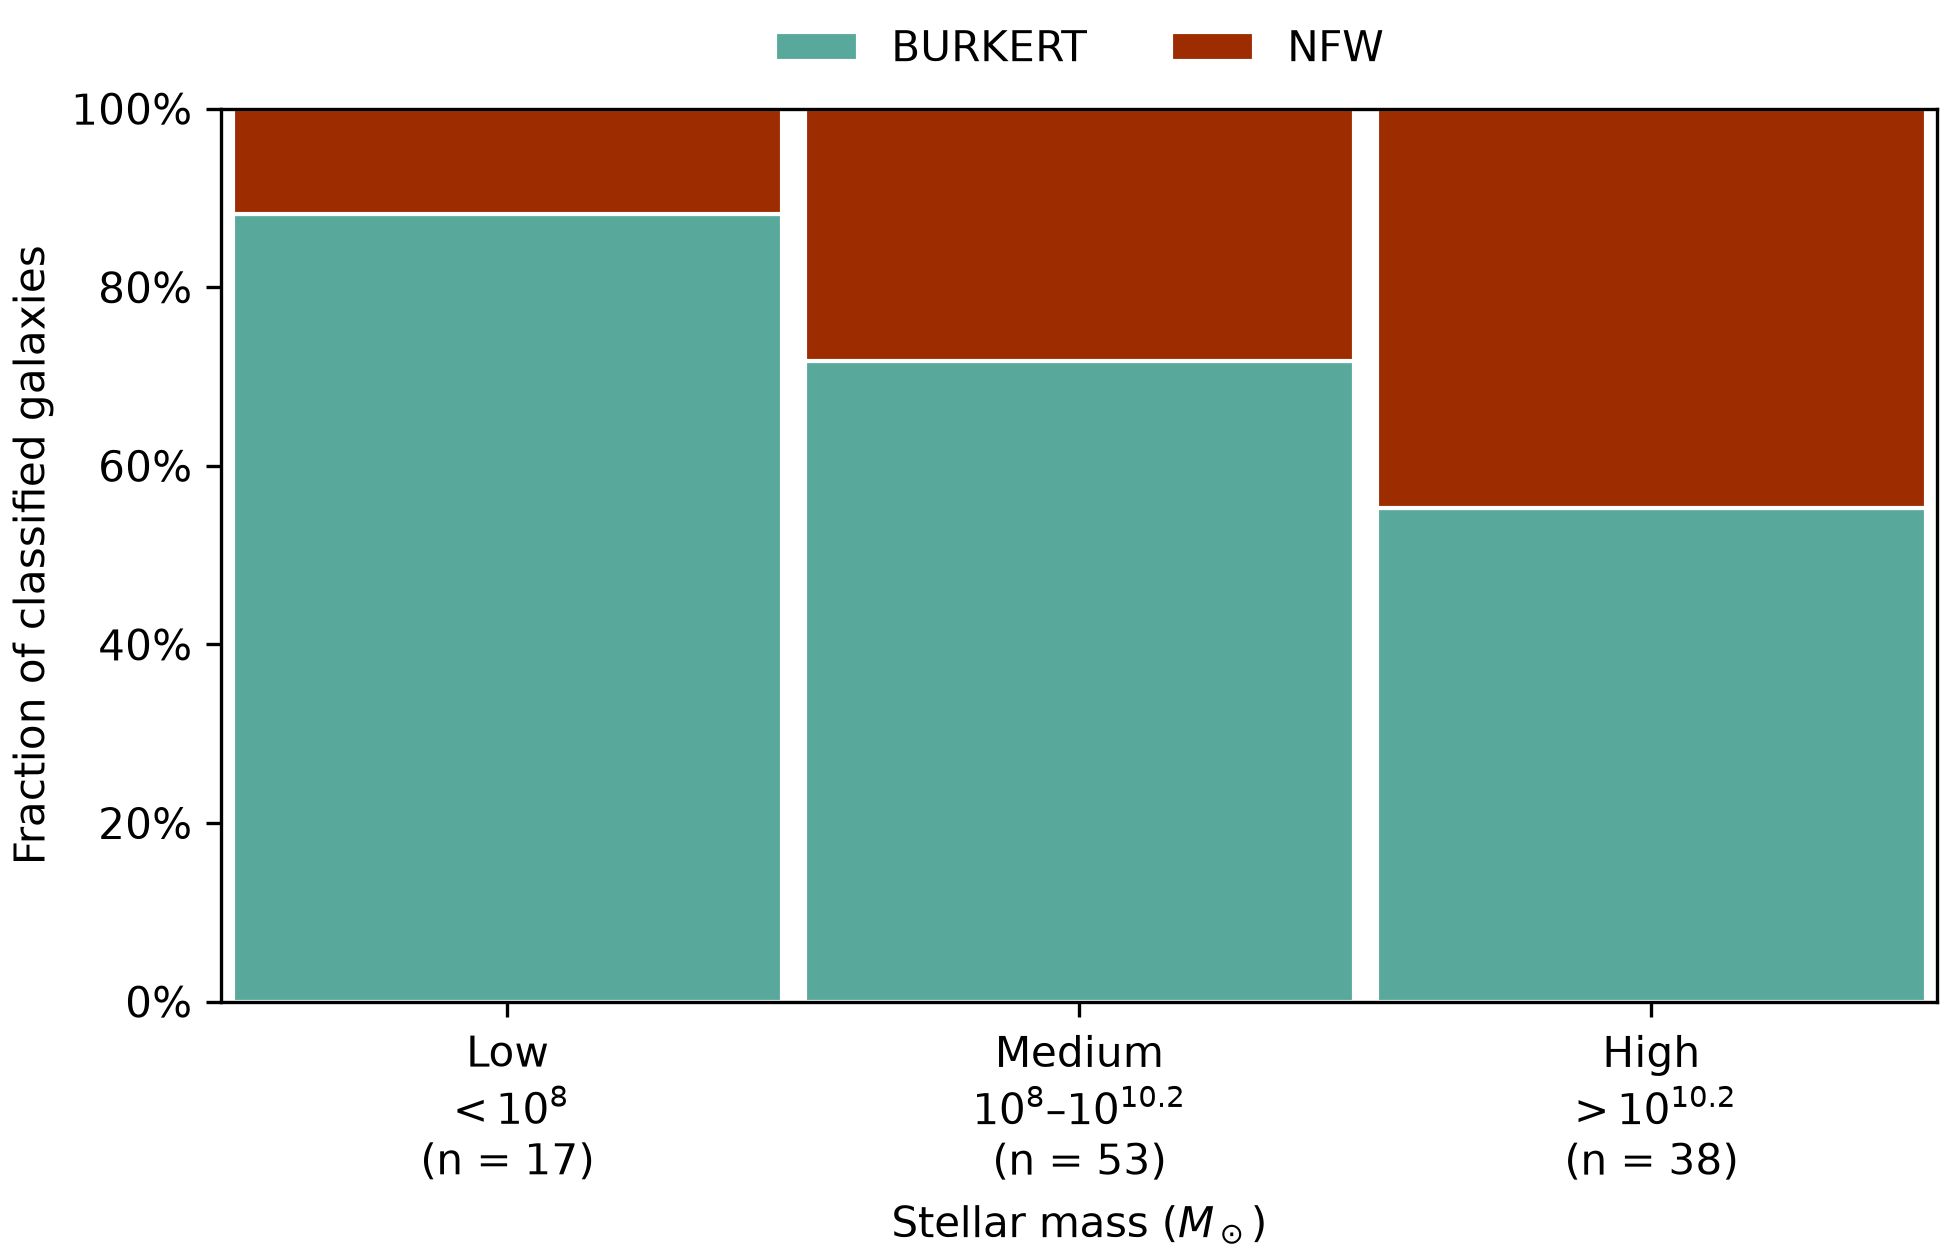 BURKERT NFW
100%
80%
60%
40%
20%
0%
Fraction of classified galaxies
Low Medium High
< 10⁸ 10⁸–10¹⁰·² > 10¹⁰·²
(n = 17) (n = 53) (n = 38)
Stellar mass (M⊙)